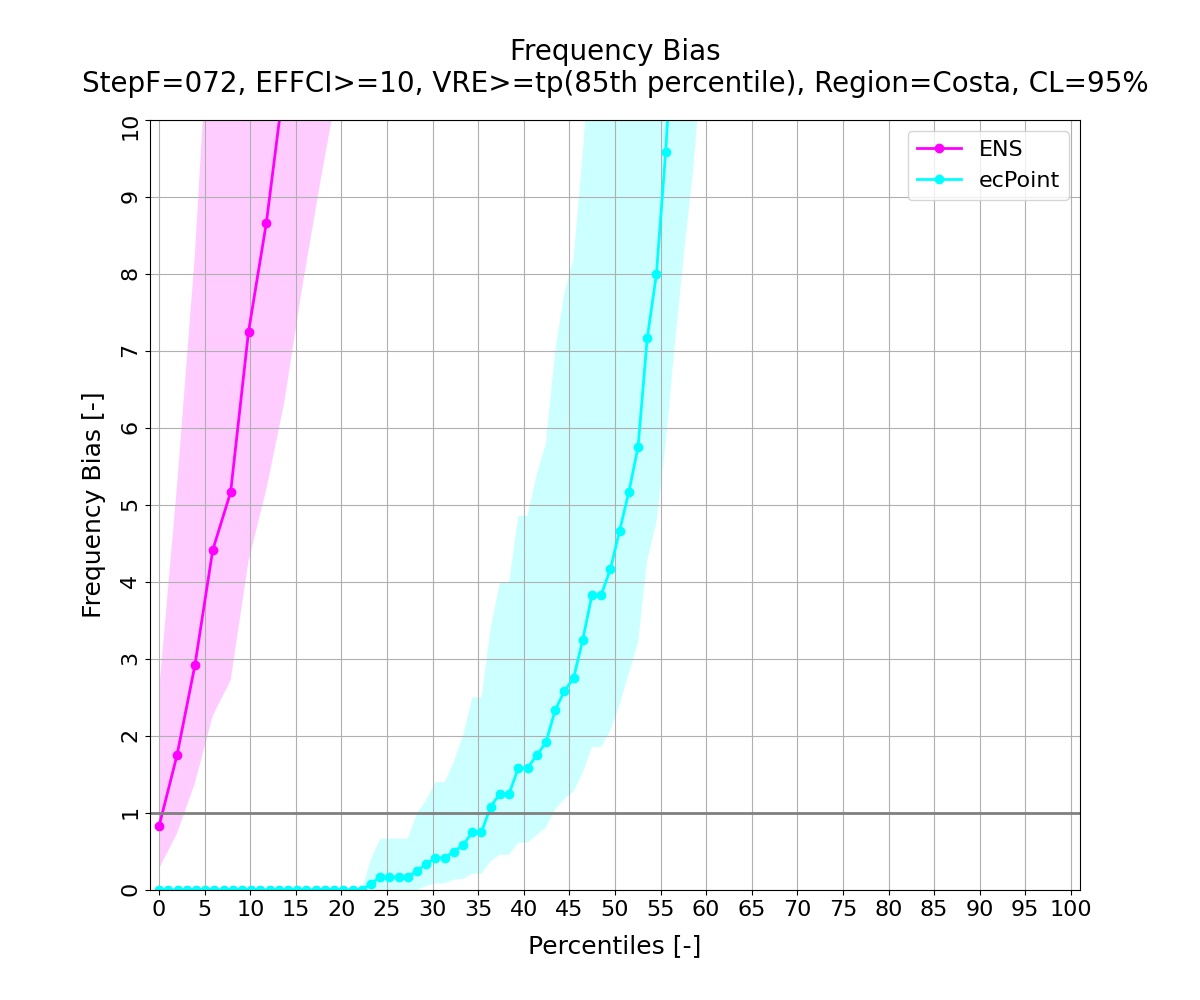 Frequency Bias
StepF=072, EFFCI>=10, VRE>=tp(85th percentile), Region=Costa, CL=95%
ENS
ecPoint
Frequency Bias [-]
10
9
8
7
6
5
4
3
2
1
0
0 5 10 15 20 25 30 35 40 45 50 55 60 65 70 75 80 85 90 95 100
Percentiles [-]